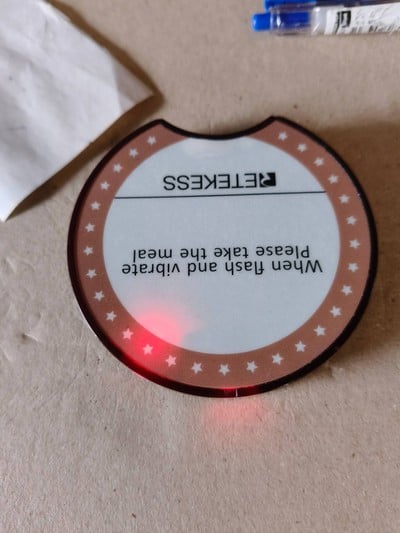 RETEKESS
When flash and vibrate
Please take the meal